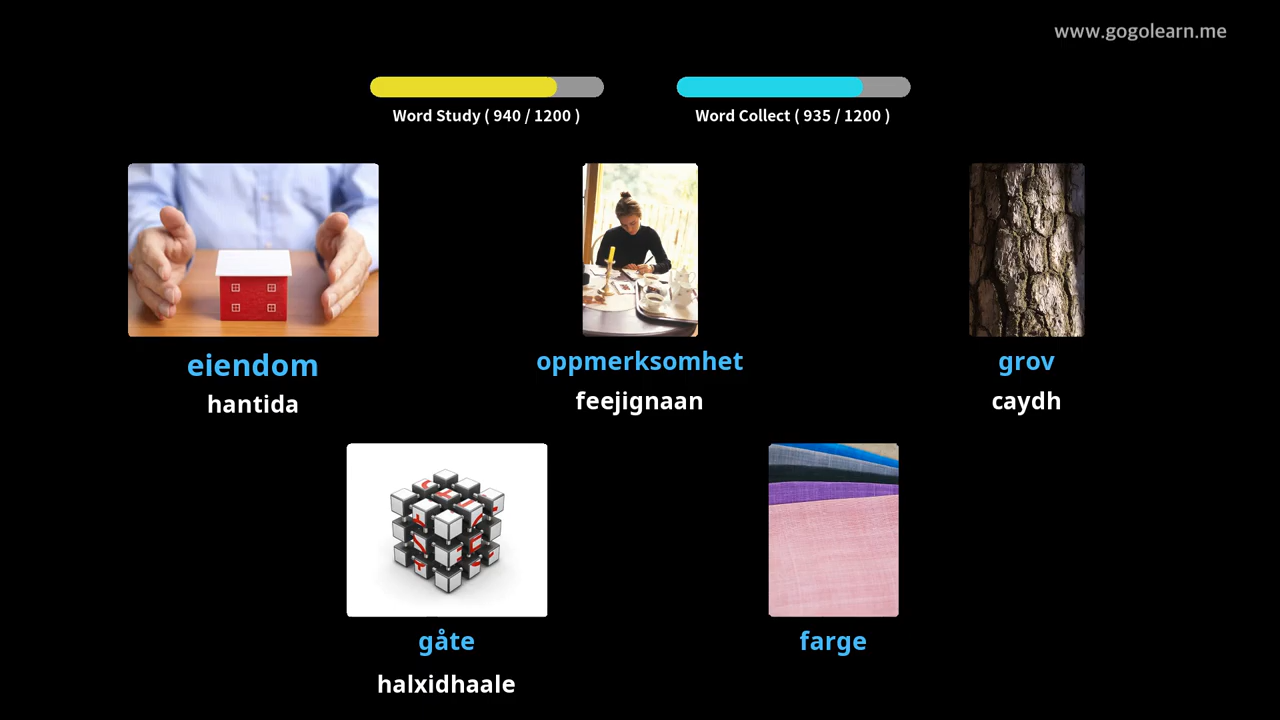 www.gogolearn.me
Word Study ( 940 / 1200 )
Word Collect ( 935 / 1200 )
eiendom
hantida
oppmerksomhet
feejignaan
grov
caydh
gåte
halxidhaale
farge